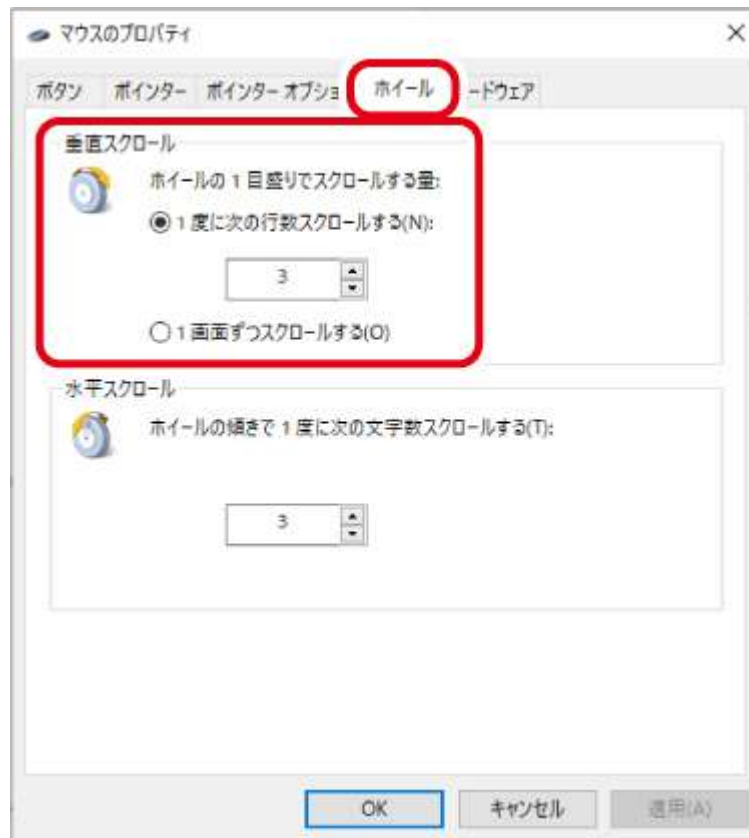 マウスのプロパティ
ボタン ポインター ポインター オプショ ホイール ードウェア
垂直スクロール
ホイールの 1 目盛りでスクロールする量:
1 度に次の行数スクロールする(N):
3
1 画面ずつスクロールする(O)
水平スクロール
ホイールの傾きで 1 度に次の文字数スクロールする(T):
3
OK キャンセル 適用(A)